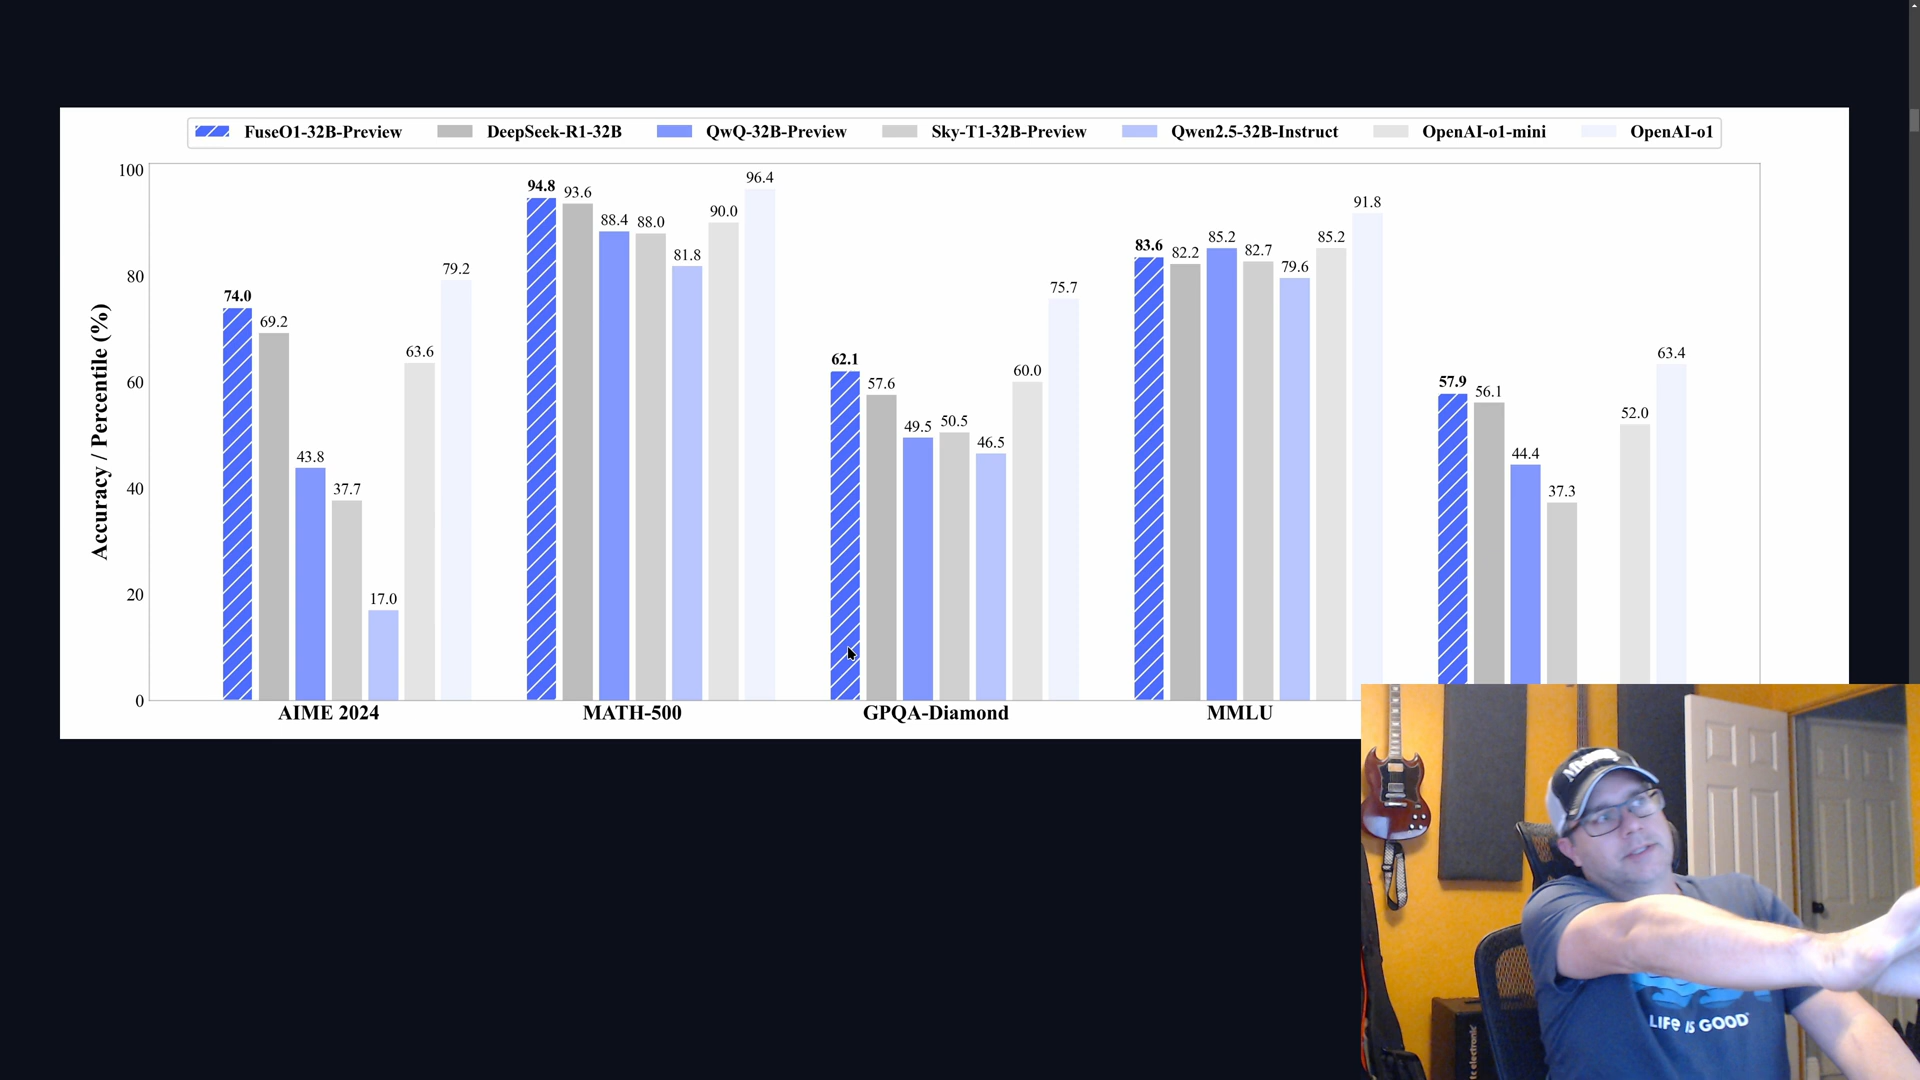 FuseO1-32B-Preview DeepSeek-R1-32B QwQ-32B-Preview Sky-T1-32B-Preview Qwen2.5-32B-Instruct OpenAI-o1-mini OpenAI-o1
Accuracy / Percentile (%)
100
80
60
40
20
0
74.0 69.2 43.8 37.7 17.0 63.6 79.2
94.8 93.6 88.4 88.0 81.8 90.0 96.4
62.1 57.6 49.5 50.5 46.5 60.0 75.7
83.6 82.2 85.2 82.7 79.6 85.2 91.8
57.9 56.1 44.4 37.3 52.0 63.4
AIME 2024 MATH-500 GPQA-Diamond MMLU
LIFE IS GOOD
tc electronic